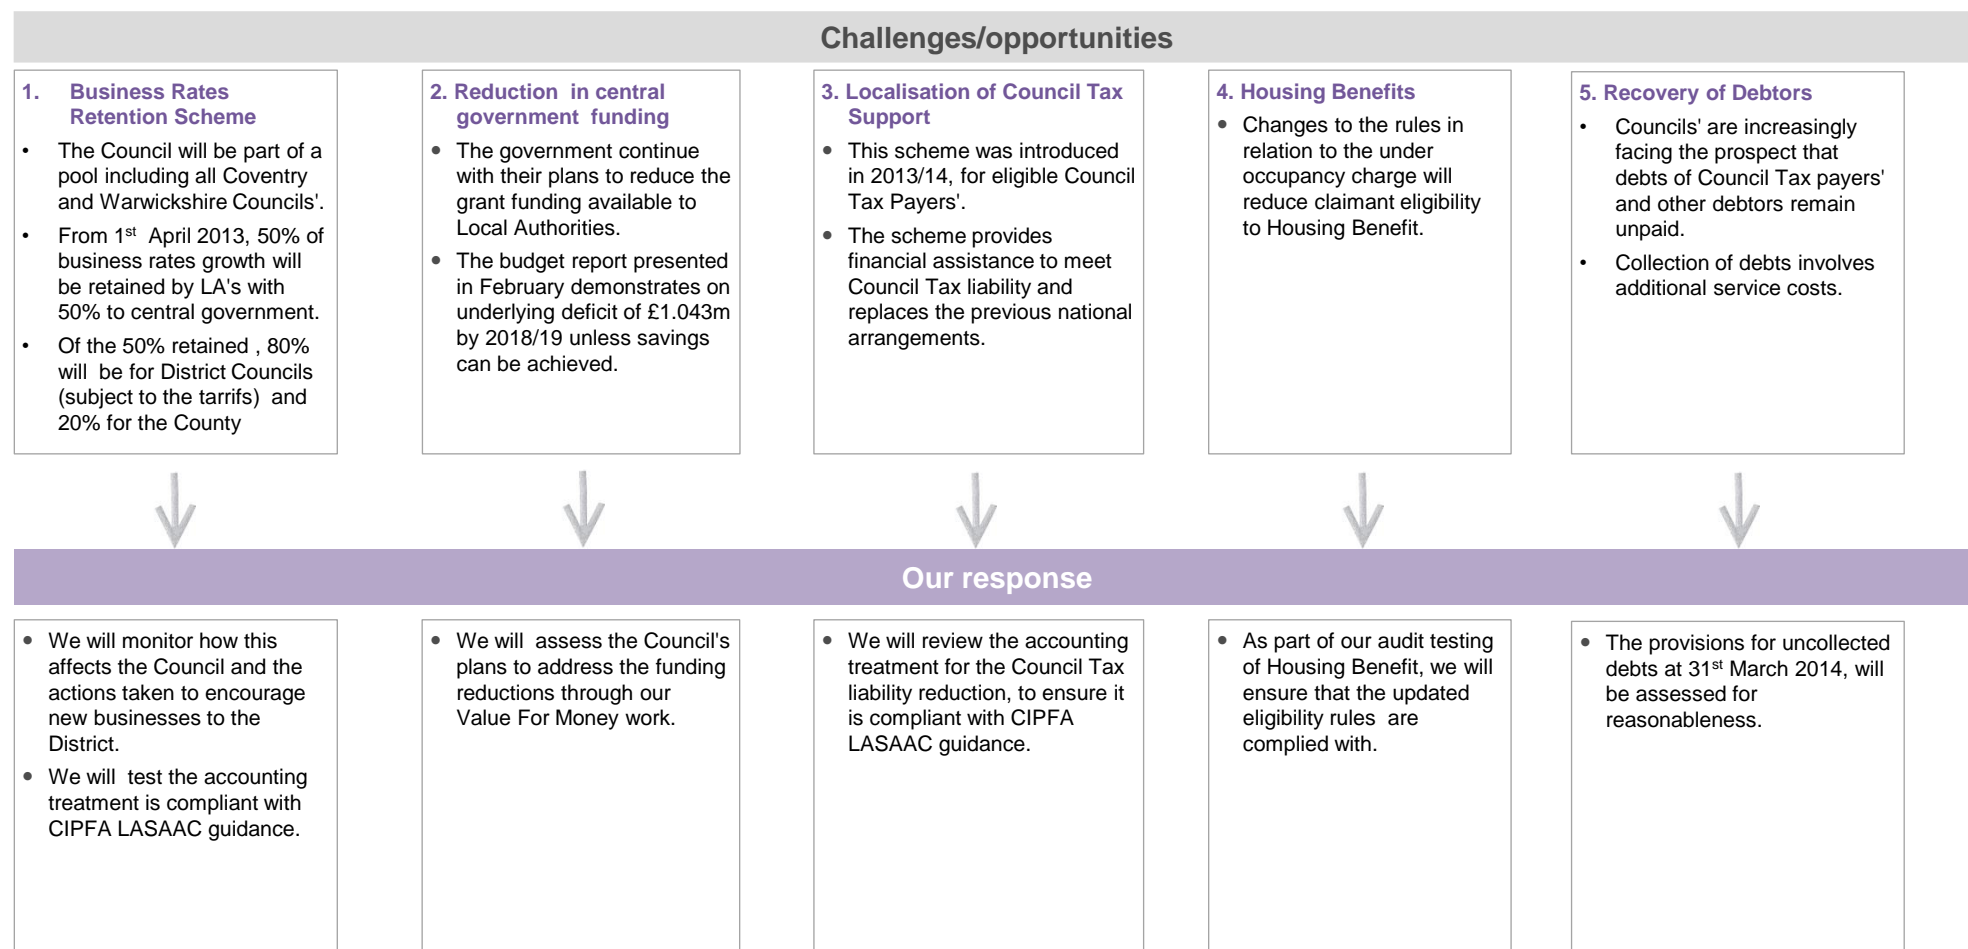 Challenges/opportunities
1. Business Rates
Retention Scheme
• The Council will be part of a
pool including all Coventry
and Warwickshire Councils'.
• From 1st April 2013, 50% of
business rates growth will
be retained by LA's with
50% to central government.
• Of the 50% retained , 80%
will be for District Councils
(subject to the tarrifs) and
20% for the County
2. Reduction in central
government funding
• The government continue
with their plans to reduce the
grant funding available to
Local Authorities.
• The budget report presented
in February demonstrates on
underlying deficit of £1.043m
by 2018/19 unless savings
can be achieved.
3. Localisation of Council Tax
Support
• This scheme was introduced
in 2013/14, for eligible Council
Tax Payers'.
• The scheme provides
financial assistance to meet
Council Tax liability and
replaces the previous national
arrangements.
4. Housing Benefits
• Changes to the rules in
relation to the under
occupancy charge will
reduce claimant eligibility
to Housing Benefit.
5. Recovery of Debtors
• Councils' are increasingly
facing the prospect that
debts of Council Tax payers'
and other debtors remain
unpaid.
• Collection of debts involves
additional service costs.
Our response
• We will monitor how this
affects the Council and the
actions taken to encourage
new businesses to the
District.
• We will test the accounting
treatment is compliant with
CIPFA LASAAC guidance.
• We will assess the Council's
plans to address the funding
reductions through our
Value For Money work.
• We will review the accounting
treatment for the Council Tax
liability reduction, to ensure it
is compliant with CIPFA
LASAAC guidance.
• As part of our audit testing
of Housing Benefit, we will
ensure that the updated
eligibility rules are
complied with.
• The provisions for uncollected
debts at 31st March 2014, will
be assessed for
reasonableness.